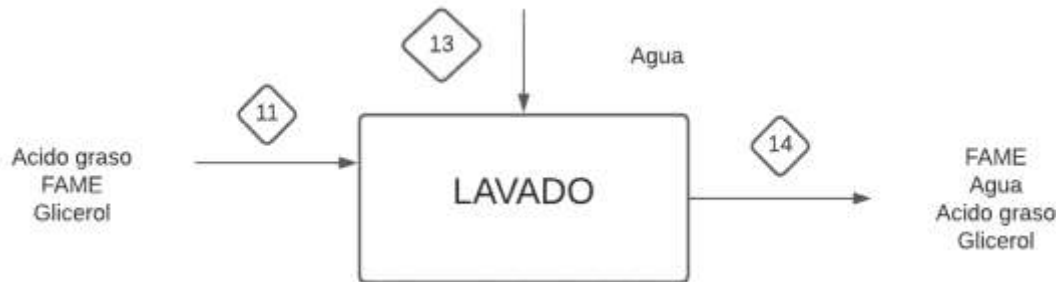 13
Agua
11
14
Acido graso
FAME
Glicerol
LAVADO
FAME
Agua
Acido graso
Glicerol